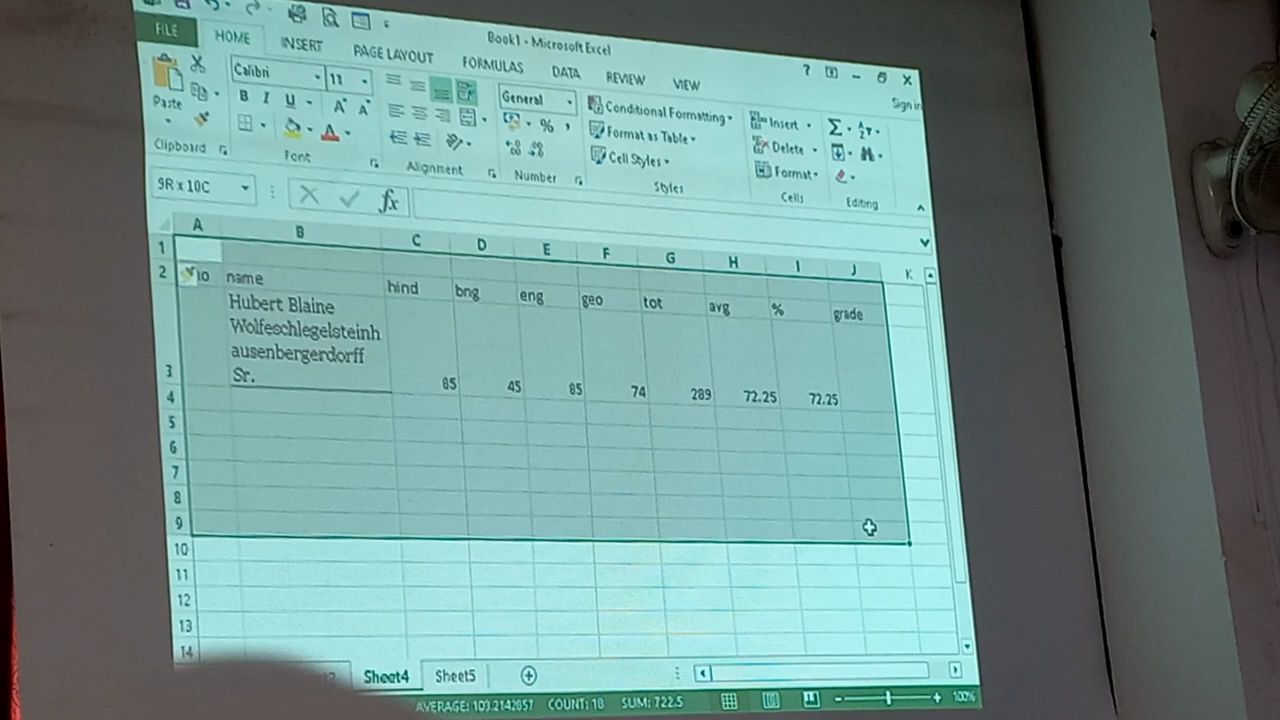 Book1 - Microsoft Excel
?
FILE HOME INSERT PAGE LAYOUT FORMULAS DATA REVIEW VIEW
Sign in
Calibri 11 General
Paste
B I U A A
% ,
Conditional Formatting
Format as Table
Cell Styles
Insert
Delete
Format
Σ
Clipboard Font Alignment Number Styles Cells Editing
9R x 10C fx
A B C D E F G H I J K
1
2 name hind bng eng geo tot avg % grade
Hubert Blaine
Wolfeschlegelsteinh
ausenbergerdorff
3 Sr. 85 45 85 74 289 72.25 72.25
4
5
6
7
8
9
10
11
12
13
14
Sheet4 Sheet5
AVERAGE: 103.2142857 COUNT: 18 SUM: 722.5 100%